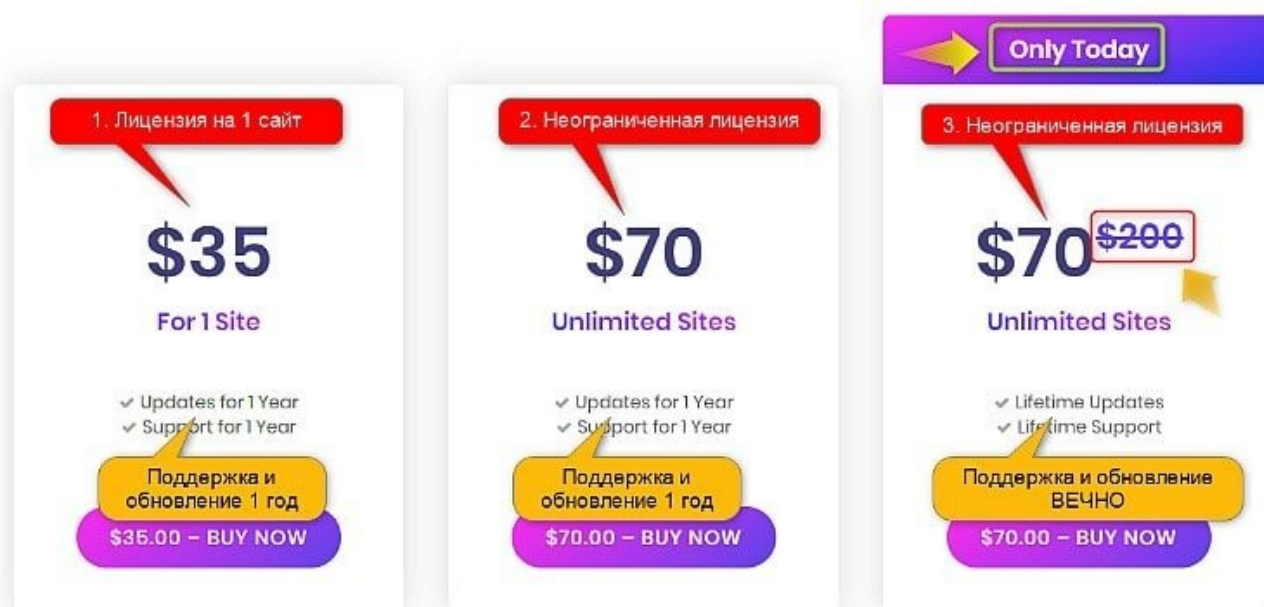 1. Лицензия на 1 сайт
$35
For 1 Site
Updates for 1 Year
Support for 1 Year
Поддержка и
обновление 1 год
$35.00 – BUY NOW
2. Неограниченная лицензия
$70
Unlimited Sites
Updates for 1 Year
Support for 1 Year
Поддержка и
обновление 1 год
$70.00 – BUY NOW
Only Today
3. Неограниченная лицензия
$70 $200
Unlimited Sites
Lifetime Updates
Lifetime Support
Поддержка и обновление
ВЕЧНО
$70.00 – BUY NOW